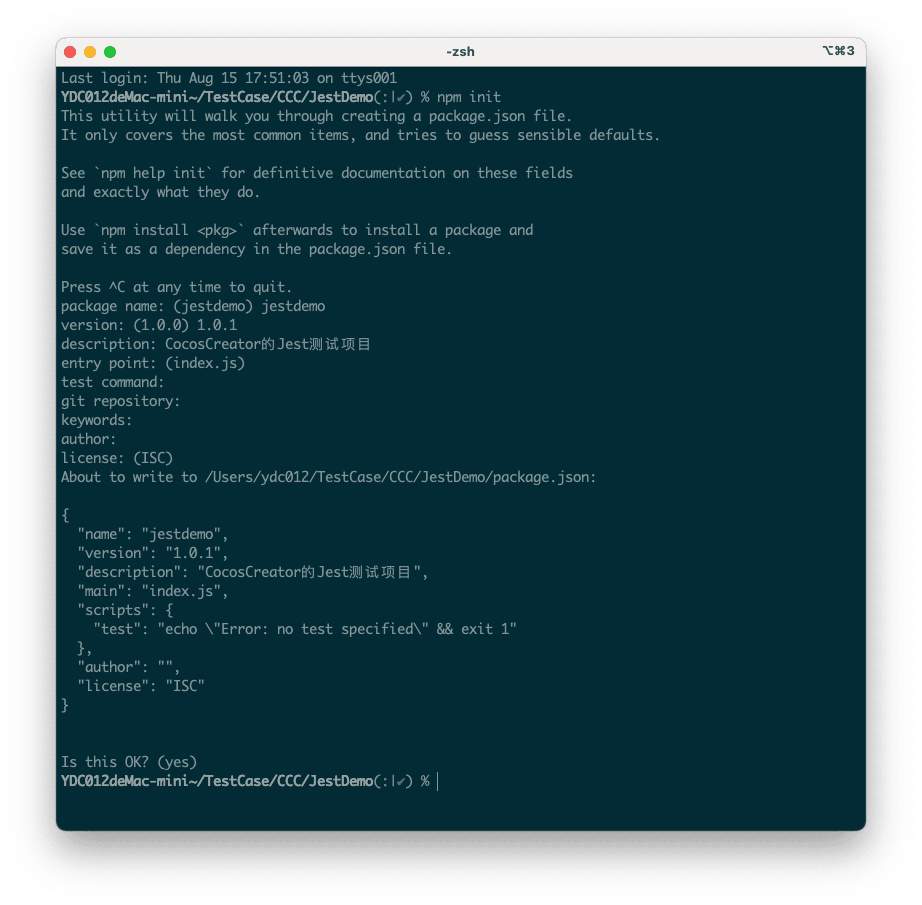 -zsh
⌥⌘3
Last login: Thu Aug 15 17:51:03 on ttys001
YDC012deMac-mini~/TestCase/CCC/JestDemo(:|✔) % npm init
This utility will walk you through creating a package.json file.
It only covers the most common items, and tries to guess sensible defaults.
See `npm help init` for definitive documentation on these fields
and exactly what they do.
Use `npm install <pkg>` afterwards to install a package and
save it as a dependency in the package.json file.
Press ^C at any time to quit.
package name: (jestdemo) jestdemo
version: (1.0.0) 1.0.1
description: CocosCreator的Jest测试项目
entry point: (index.js)
test command:
git repository:
keywords:
author:
license: (ISC)
About to write to /Users/ydc012/TestCase/CCC/JestDemo/package.json:
{
  "name": "jestdemo",
  "version": "1.0.1",
  "description": "CocosCreator的Jest测试项目",
  "main": "index.js",
  "scripts": {
    "test": "echo \"Error: no test specified\" && exit 1"
  },
  "author": "",
  "license": "ISC"
}
Is this OK? (yes)
YDC012deMac-mini~/TestCase/CCC/JestDemo(:|✔) %